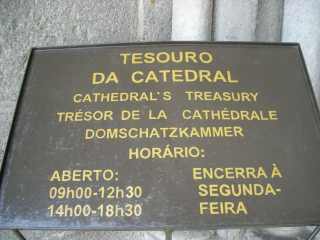 TESOURO
DA CATEDRAL
CATHEDRAL'S TREASURY
TRÉSOR DE LA CATHÉDRALE
DOMSCHATZKAMMER
HORÁRIO:
ABERTO:
09h00-12h30
14h00-18h30
ENCERRA À
SEGUNDA-
FEIRA